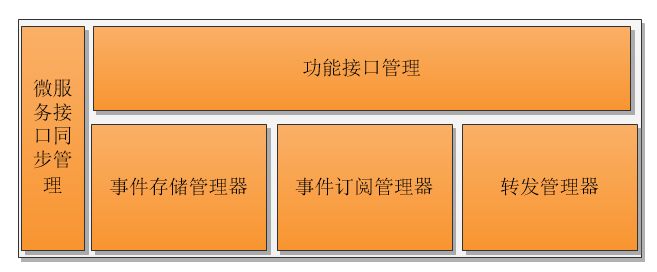 微服
务接
口同
步管
理
功能接口管理
事件存储管理器
事件订阅管理器
转发管理器